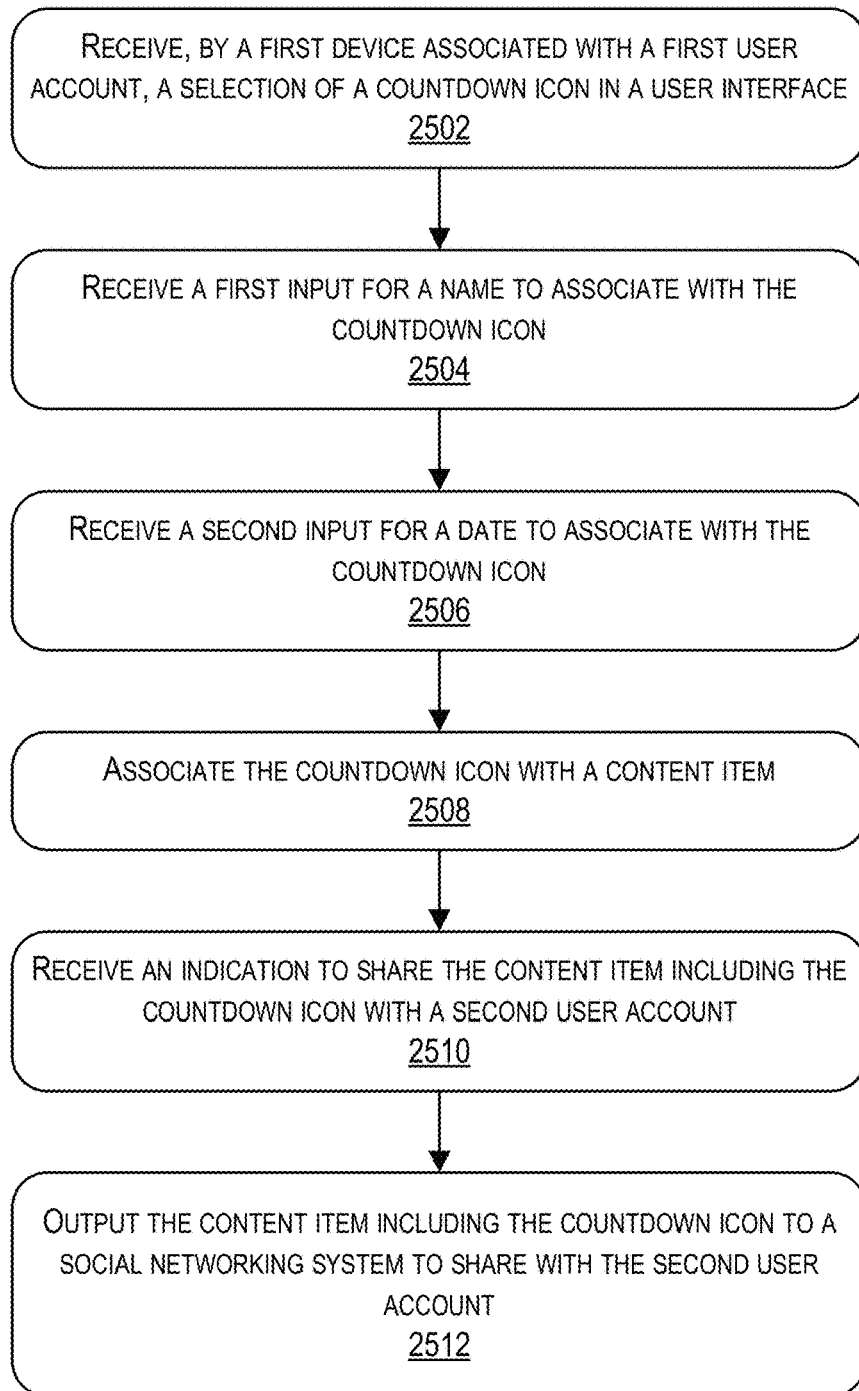 RECEIVE, BY A FIRST DEVICE ASSOCIATED WITH A FIRST USER
ACCOUNT, A SELECTION OF A COUNTDOWN ICON IN A USER INTERFACE
2502
RECEIVE A FIRST INPUT FOR A NAME TO ASSOCIATE WITH THE
COUNTDOWN ICON
2504
RECEIVE A SECOND INPUT FOR A DATE TO ASSOCIATE WITH THE
COUNTDOWN ICON
2506
ASSOCIATE THE COUNTDOWN ICON WITH A CONTENT ITEM
2508
RECEIVE AN INDICATION TO SHARE THE CONTENT ITEM INCLUDING THE
COUNTDOWN ICON WITH A SECOND USER ACCOUNT
2510
OUTPUT THE CONTENT ITEM INCLUDING THE COUNTDOWN ICON TO A
SOCIAL NETWORKING SYSTEM TO SHARE WITH THE SECOND USER
ACCOUNT
2512